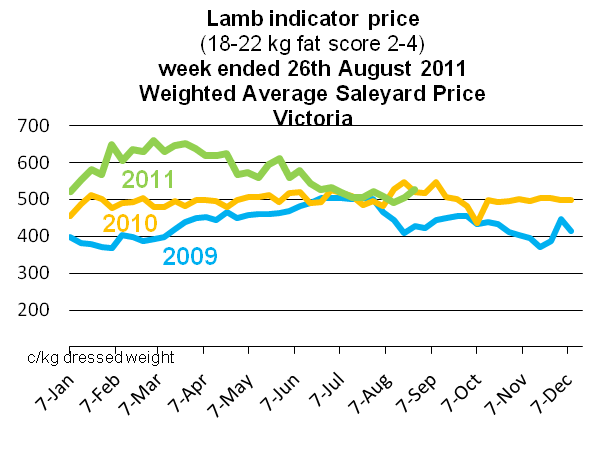 Lamb indicator price
(18-22 kg fat score 2-4)
week ended 26th August 2011
Weighted Average Saleyard Price
Victoria
700
600
500
400
300
200
2011
2010
2009
c/kg dressed weight
7-Jan
7-Feb
7-Mar
7-Apr
7-May
7-Jun
7-Jul
7-Aug
7-Sep
7-Oct
7-Nov
7-Dec